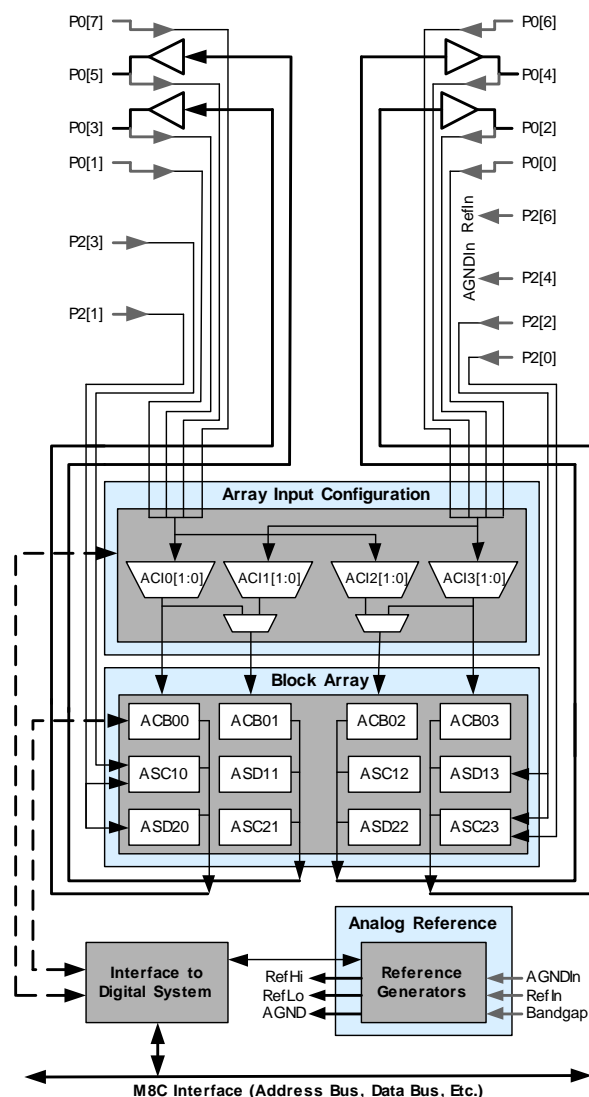 P0[7]
P0[6]
P0[5]
P0[4]
P0[3]
P0[2]
P0[1]
P0[0]
AGNDIn RefIn
P2[6]
P2[3]
P2[4]
P2[1]
P2[2]
P2[0]
Array Input Configuration
ACI0[1:0] ACI1[1:0] ACI2[1:0] ACI3[1:0]
Block Array
ACB00 ACB01 ACB02 ACB03
ASC10 ASD11 ASC12 ASD13
ASD20 ASC21 ASD22 ASC23
Analog Reference
Interface to
Digital System
RefHi
RefLo
AGND
Reference
Generators
AGNDIn
RefIn
Bandgap
M8C Interface (Address Bus, Data Bus, Etc.)